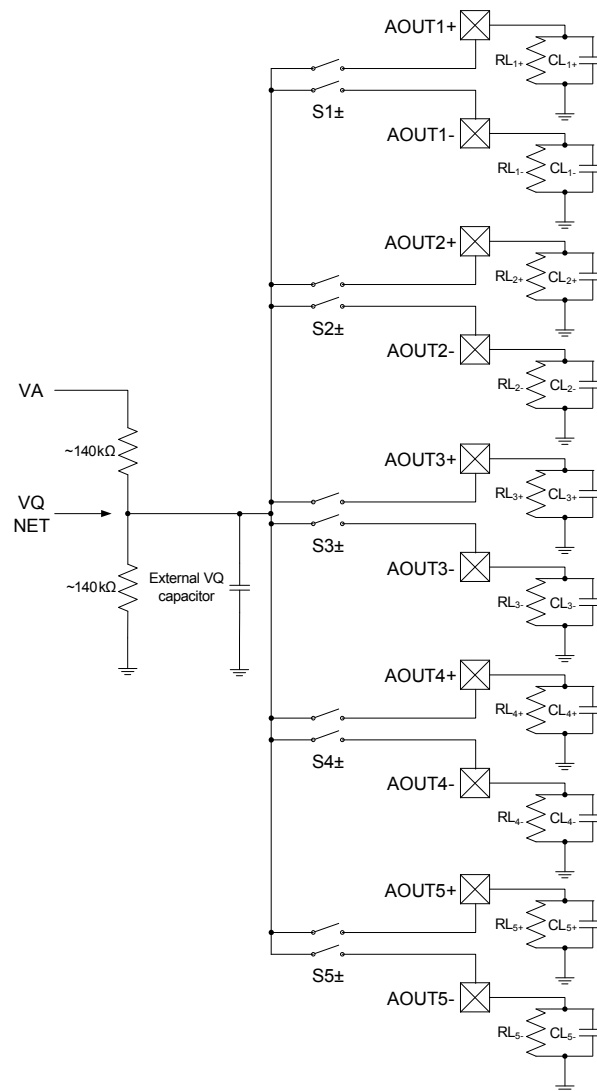 AOUT1+
RL1+ CL1+
S1±
AOUT1-
RL1- CL1-
AOUT2+
RL2+ CL2+
S2±
AOUT2-
RL2- CL2-
VA
~140kΩ
VQ
NET
~140kΩ
External VQ
capacitor
AOUT3+
RL3+ CL3+
S3±
AOUT3-
RL3- CL3-
AOUT4+
RL4+ CL4+
S4±
AOUT4-
RL4- CL4-
AOUT5+
RL5+ CL5+
S5±
AOUT5-
RL5- CL5-